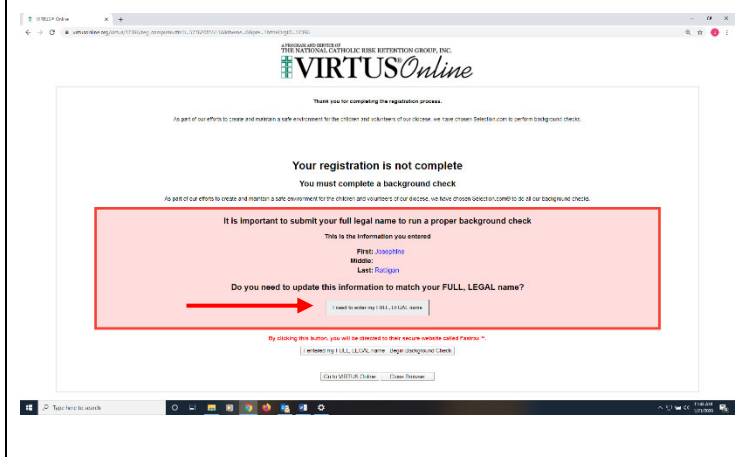 VIRTUS Online
A PROGRAM AND SERVICE OF
THE NATIONAL CATHOLIC RISK RETENTION GROUP, INC.
VIRTUS® Online
Thank you for completing the registration process.
As part of our efforts to create and maintain a safe environment for the children and volunteers of our diocese, we have chosen Selection.com to perform background checks.
Your registration is not complete
You must complete a background check
As part of our efforts to create and maintain a safe environment for the children and volunteers of our diocese, we have chosen Selection.com® to do all our background checks.
It is important to submit your full legal name to run a proper background check
This is the information you entered
First: Josephine
Middle:
Last: Rattigan
Do you need to update this information to match your FULL, LEGAL name?
I need to enter my FULL, LEGAL name
By clicking this button, you will be directed to their secure website called Fastrax ™.
I entered my FULL, LEGAL name - Begin Background Check
Go to VIRTUS Online
Close Browser
Type here to search